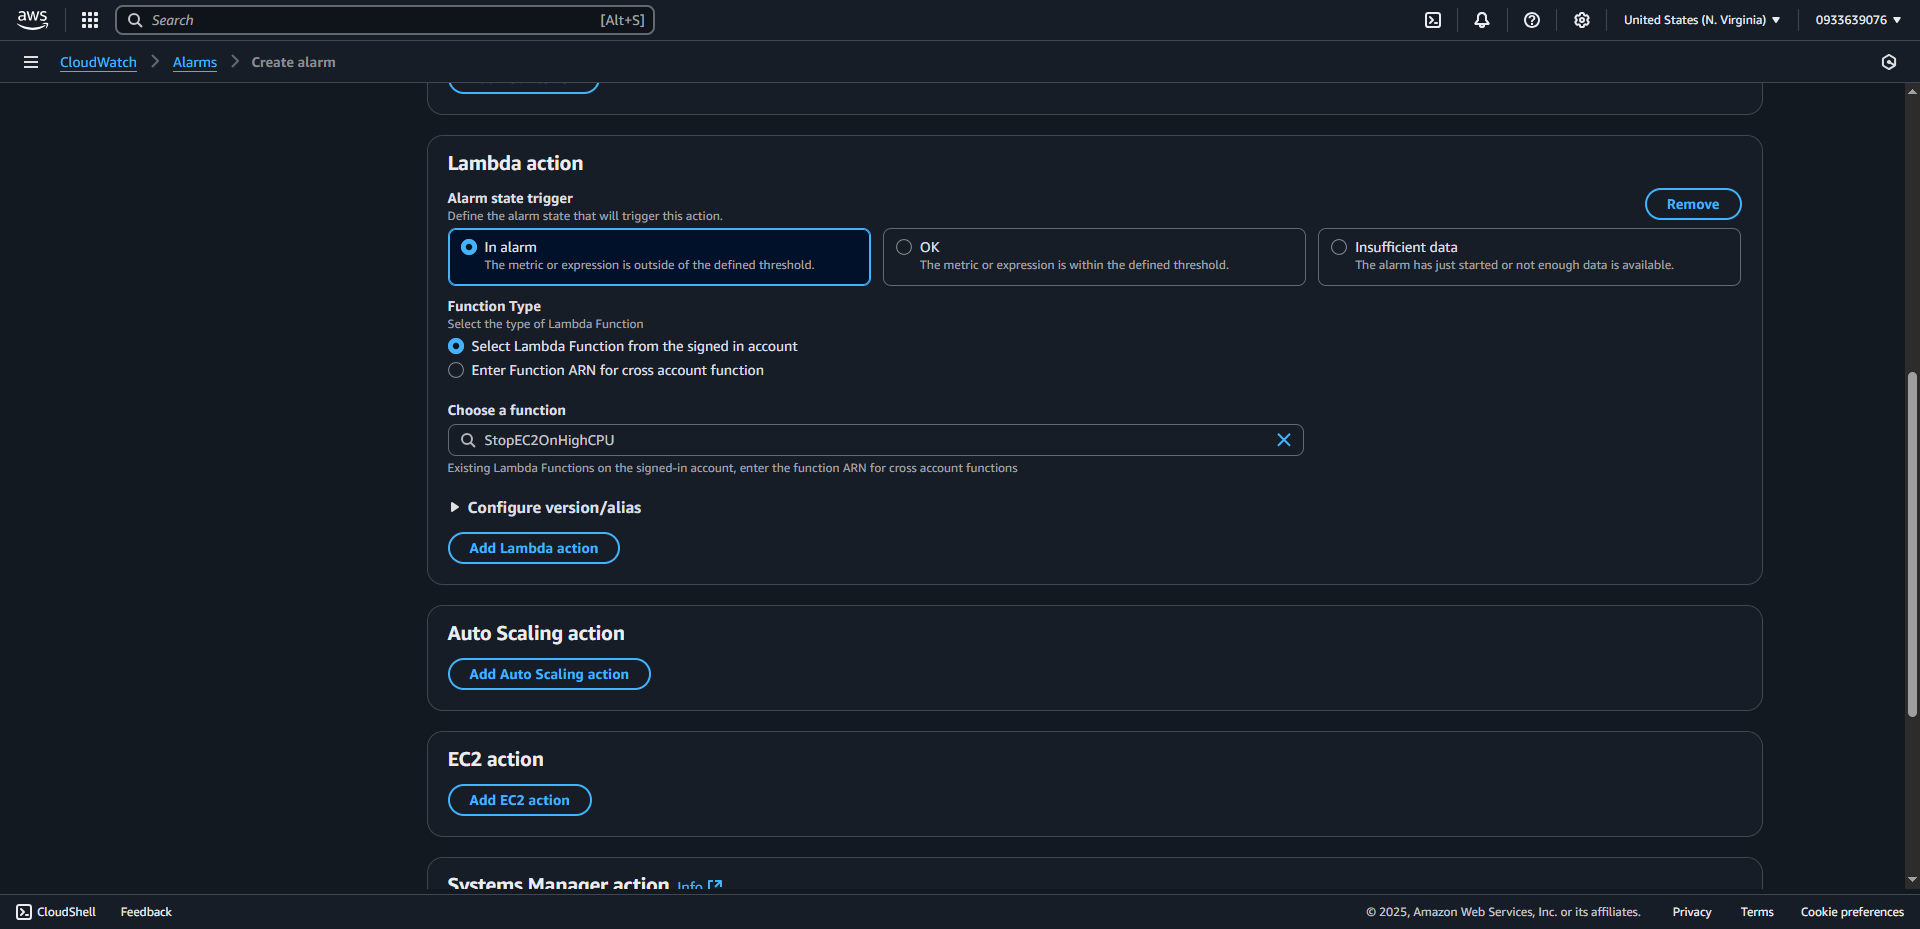 aws
Search [Alt+S]
United States (N. Virginia)
0933639076
CloudWatch
Alarms
Create alarm
Lambda action
Alarm state trigger
Define the alarm state that will trigger this action.
Remove
In alarm
The metric or expression is outside of the defined threshold.
OK
The metric or expression is within the defined threshold.
Insufficient data
The alarm has just started or not enough data is available.
Function Type
Select the type of Lambda Function
Select Lambda Function from the signed in account
Enter Function ARN for cross account function
Choose a function
StopEC2OnHighCPU
Existing Lambda Functions on the signed-in account, enter the function ARN for cross account functions
Configure version/alias
Add Lambda action
Auto Scaling action
Add Auto Scaling action
EC2 action
Add EC2 action
Systems Manager action Info
CloudShell
Feedback
© 2025, Amazon Web Services, Inc. or its affiliates.
Privacy
Terms
Cookie preferences